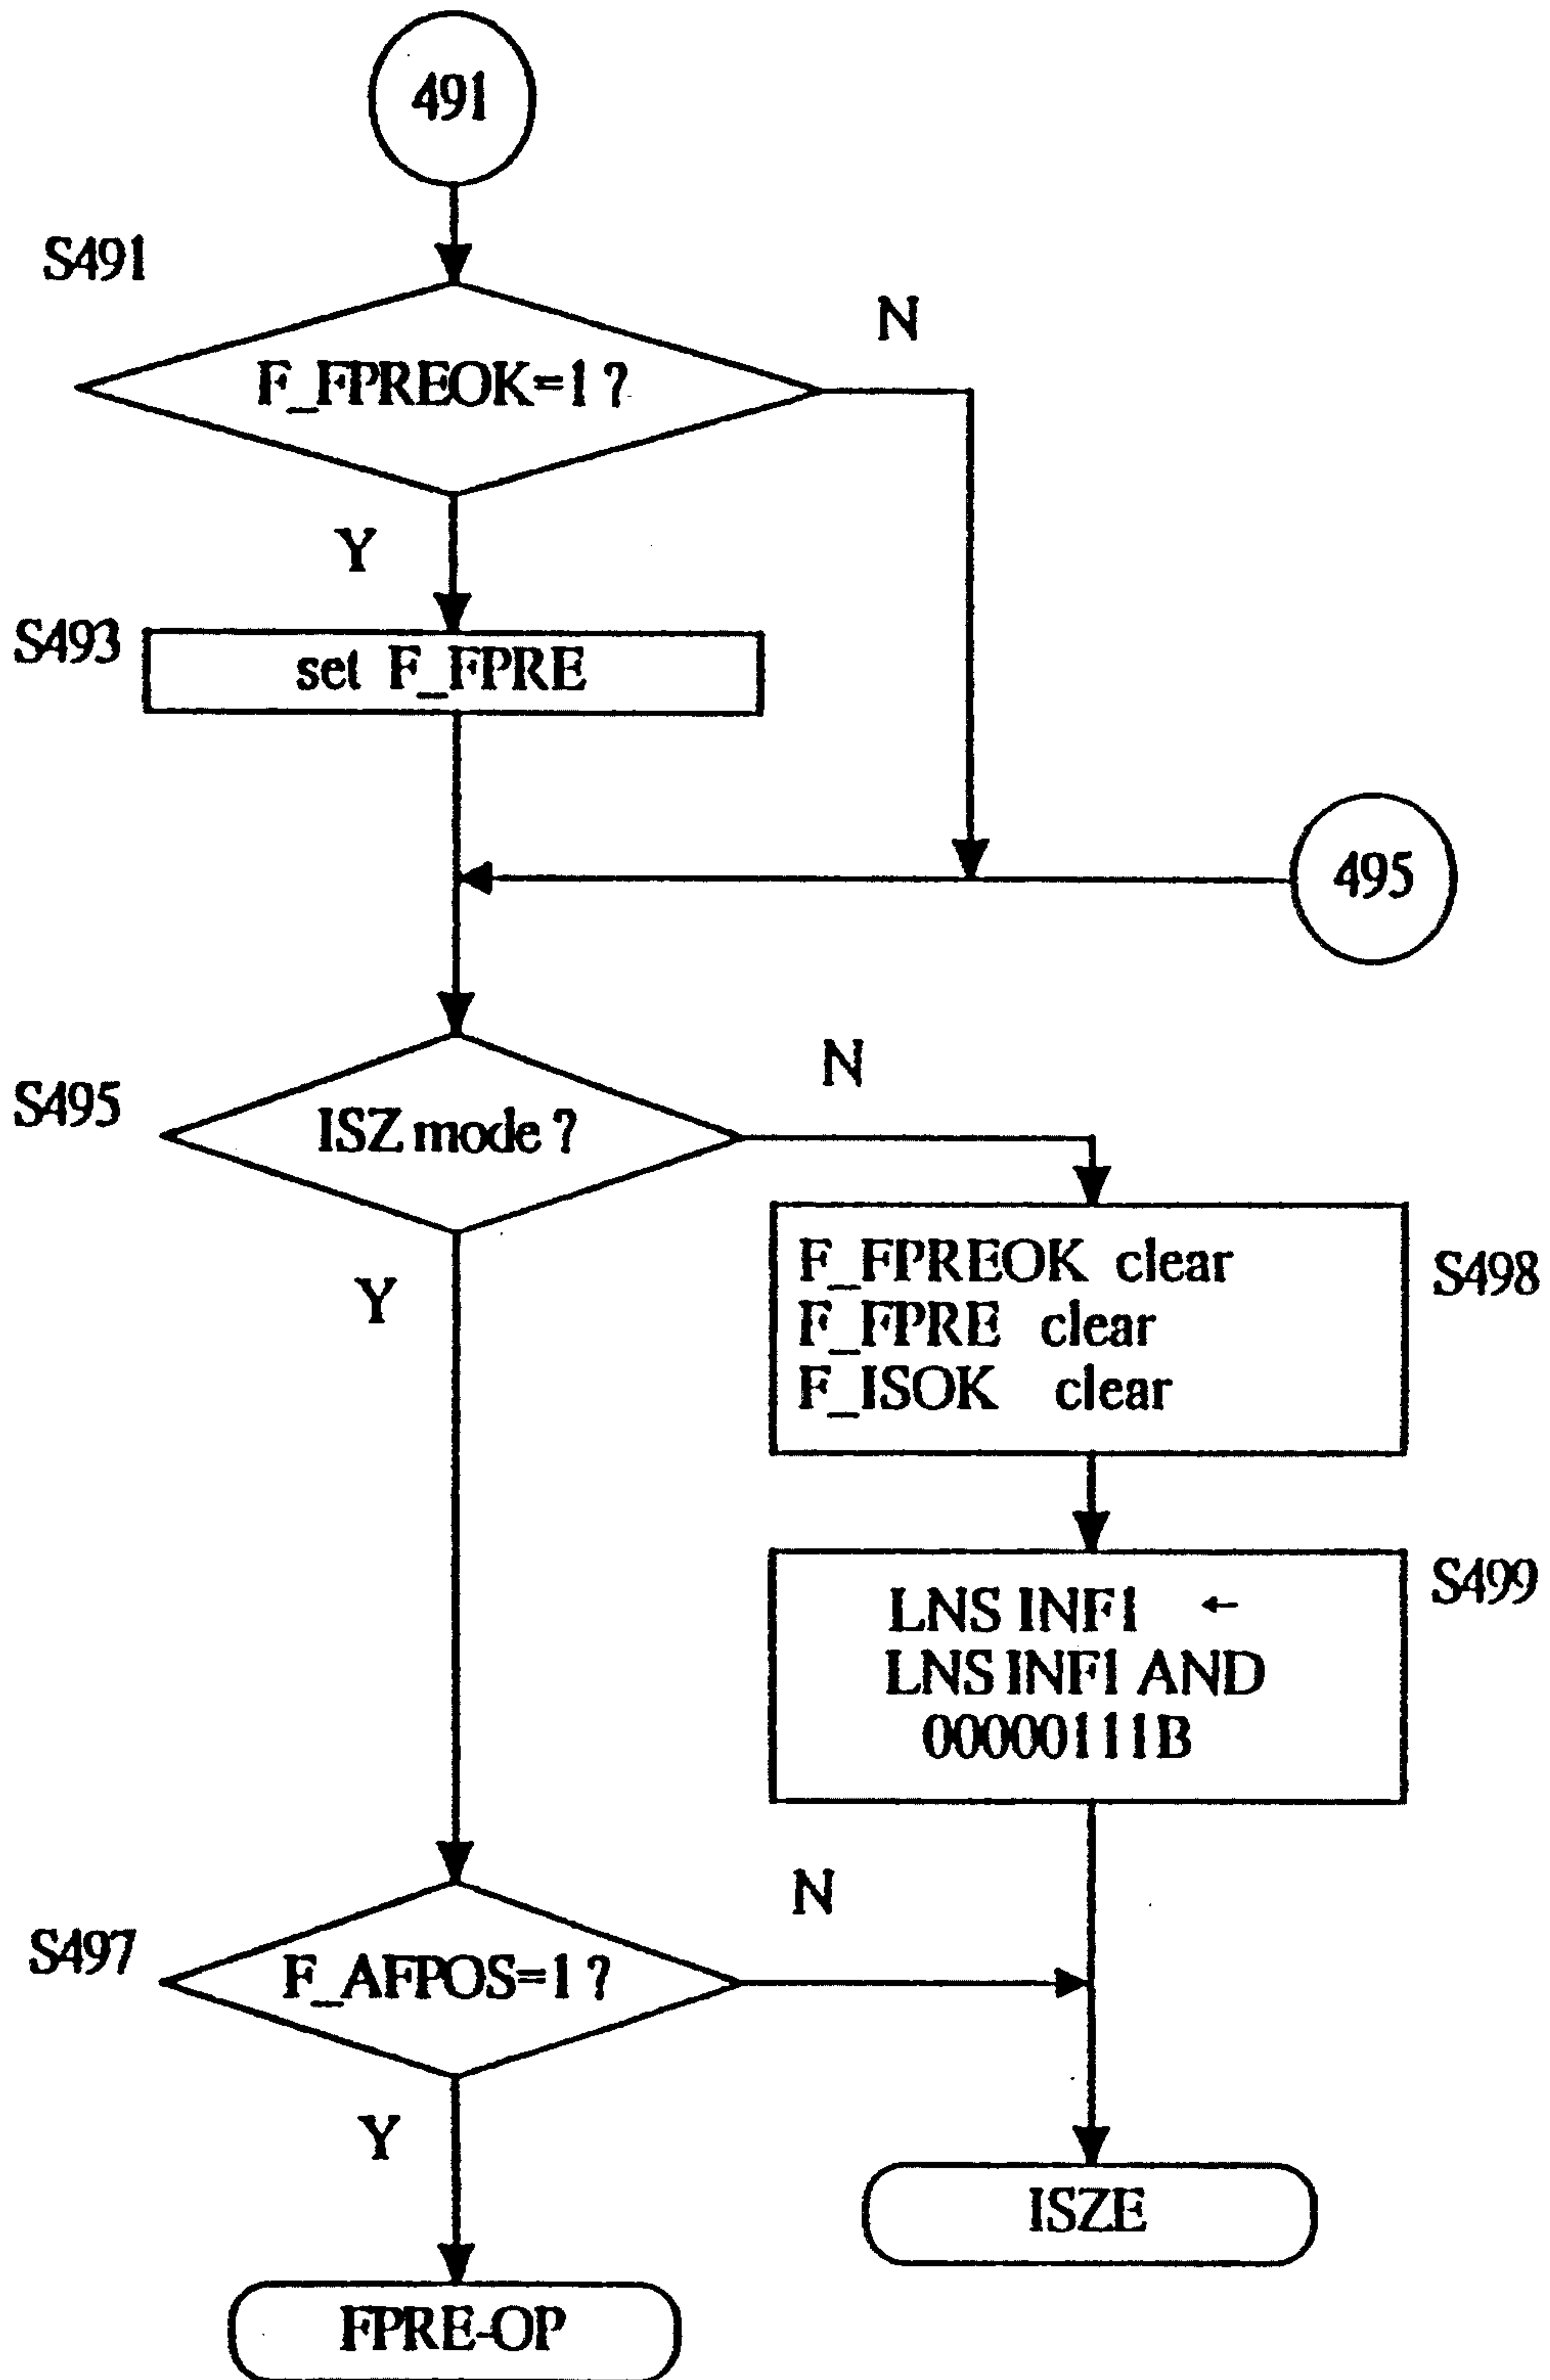 491
S491
N
F_FPREOK=1 ?
Y
S493
set F_FPRE
495
S495
N
ISZ mode ?
Y
F_FPREOK clear
F_FPRE clear
F_ISOK clear
S498
S499
LNS INF1 ←
LNS INF1 AND
00000111B
S497
N
F_AFPOS=1 ?
Y
ISZE
FPRE-OP